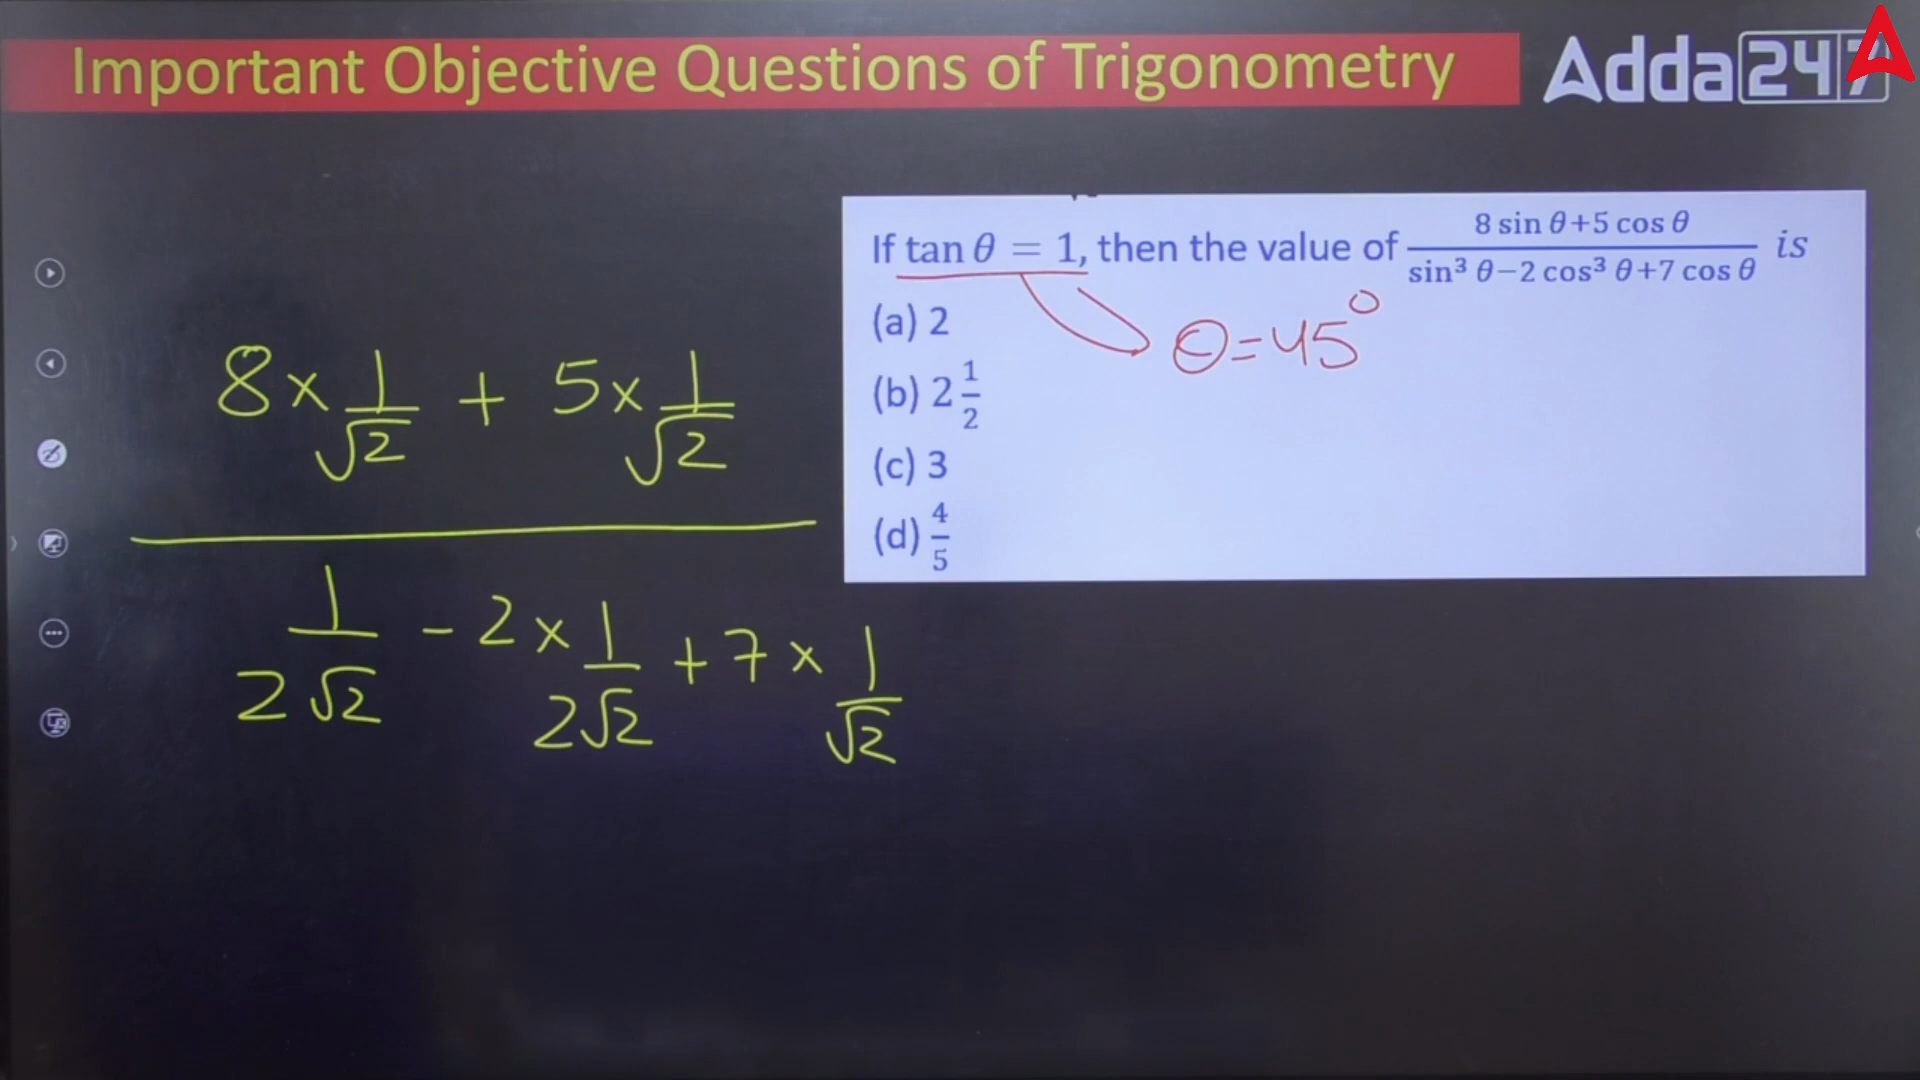 Important Objective Questions of Trigonometry
Adda247
If tan θ = 1, then the value of (8 sin θ+5 cos θ)/(sin³ θ−2 cos³ θ+7 cos θ) is
(a) 2
(b) 2 1/2
(c) 3
(d) 4/5
θ=45°
8×1/√2 + 5×1/√2
1/2√2 - 2×1/2√2 + 7×1/√2